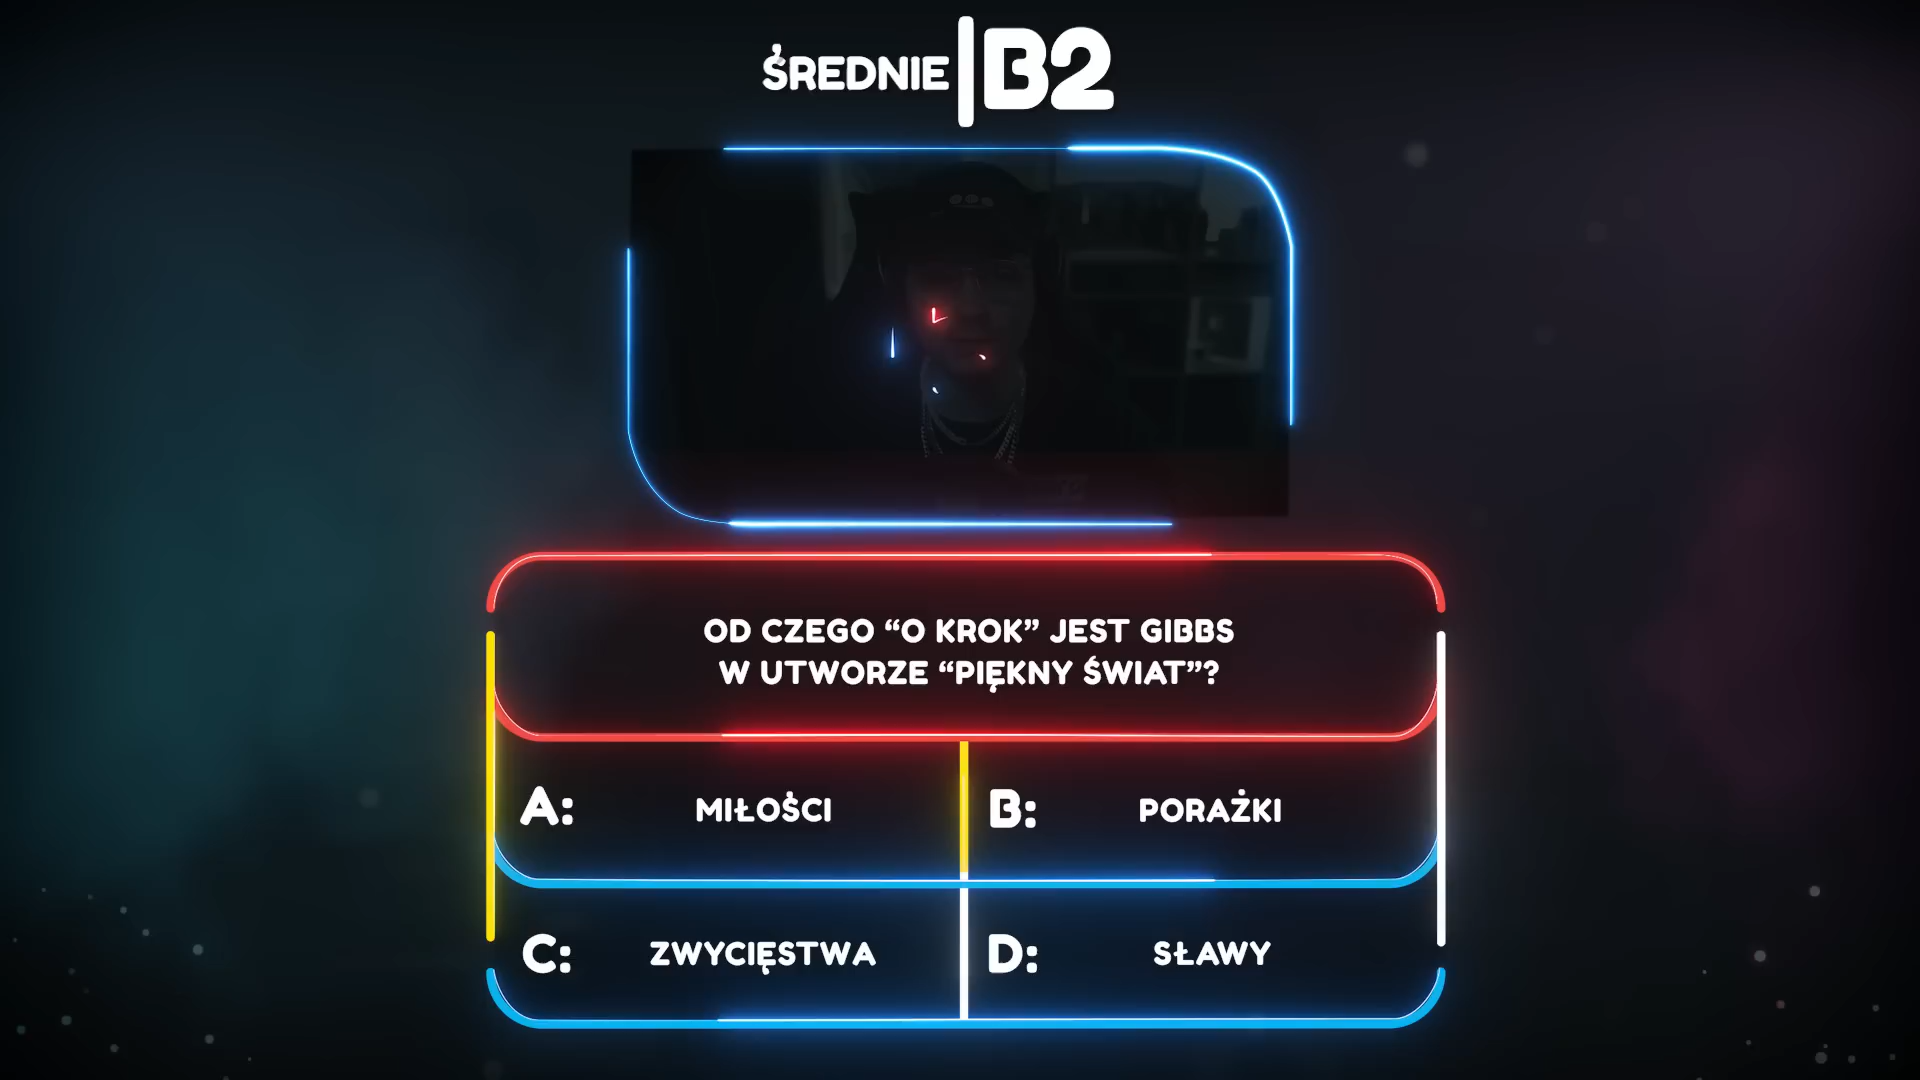 ŚREDNIE B2
OD CZEGO “O KROK” JEST GIBBS
W UTWORZE “PIĘKNY ŚWIAT”?
A: MIŁOŚCI
B: PORAŻKI
C: ZWYCIĘSTWA
D: SŁAWY